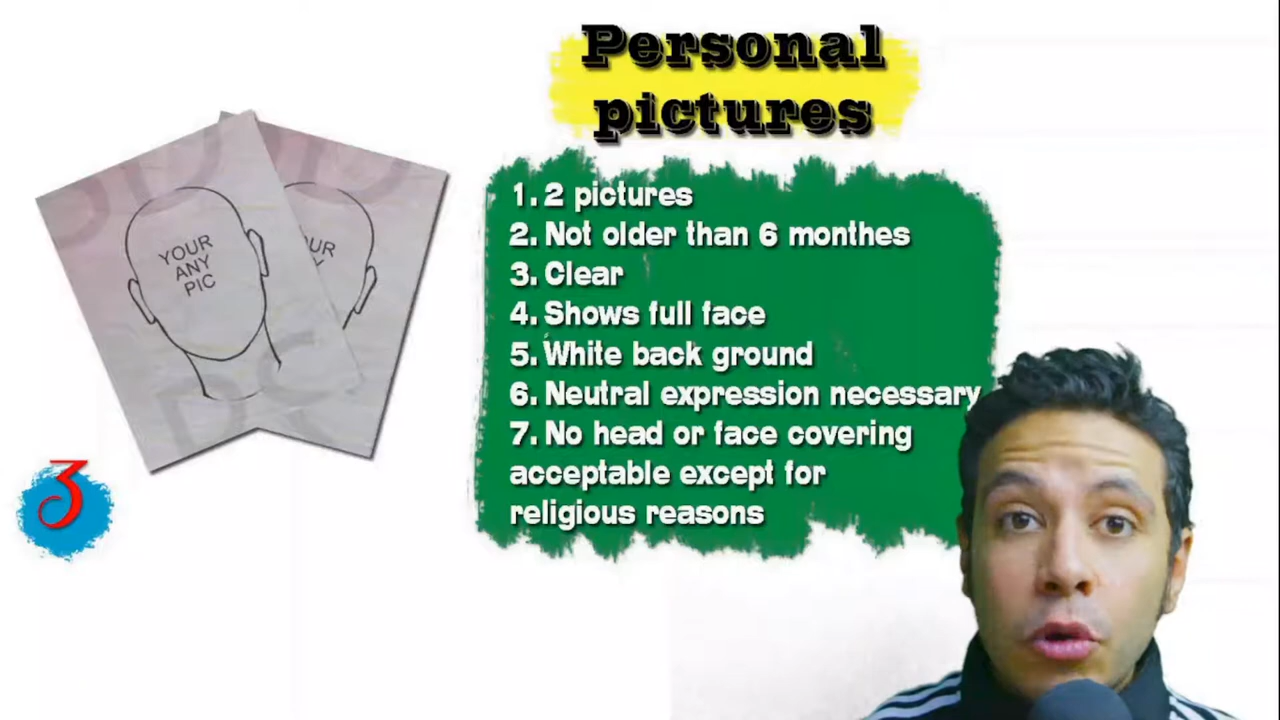 Personal
pictures
1. 2 pictures
2. Not older than 6 monthes
3. Clear
4. Shows full face
5. White back ground
6. Neutral expression necessary
7. No head or face covering
acceptable except for
religious reasons
YOUR
ANY
PIC
3